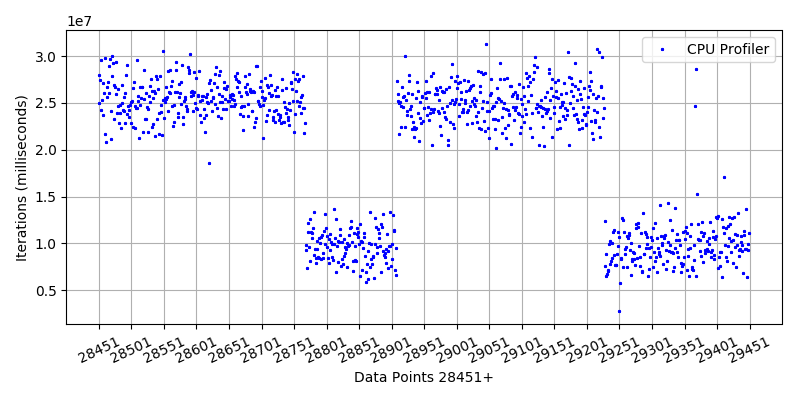 1e7
CPU Profiler
3.0
2.5
2.0
1.5
1.0
0.5
Iterations (milliseconds)
28451 28501 28551 28601 28651 28701 28751 28801 28851 28901 28951 29001 29051 29101 29151 29201 29251 29301 29351 29401 29451
Data Points 28451+